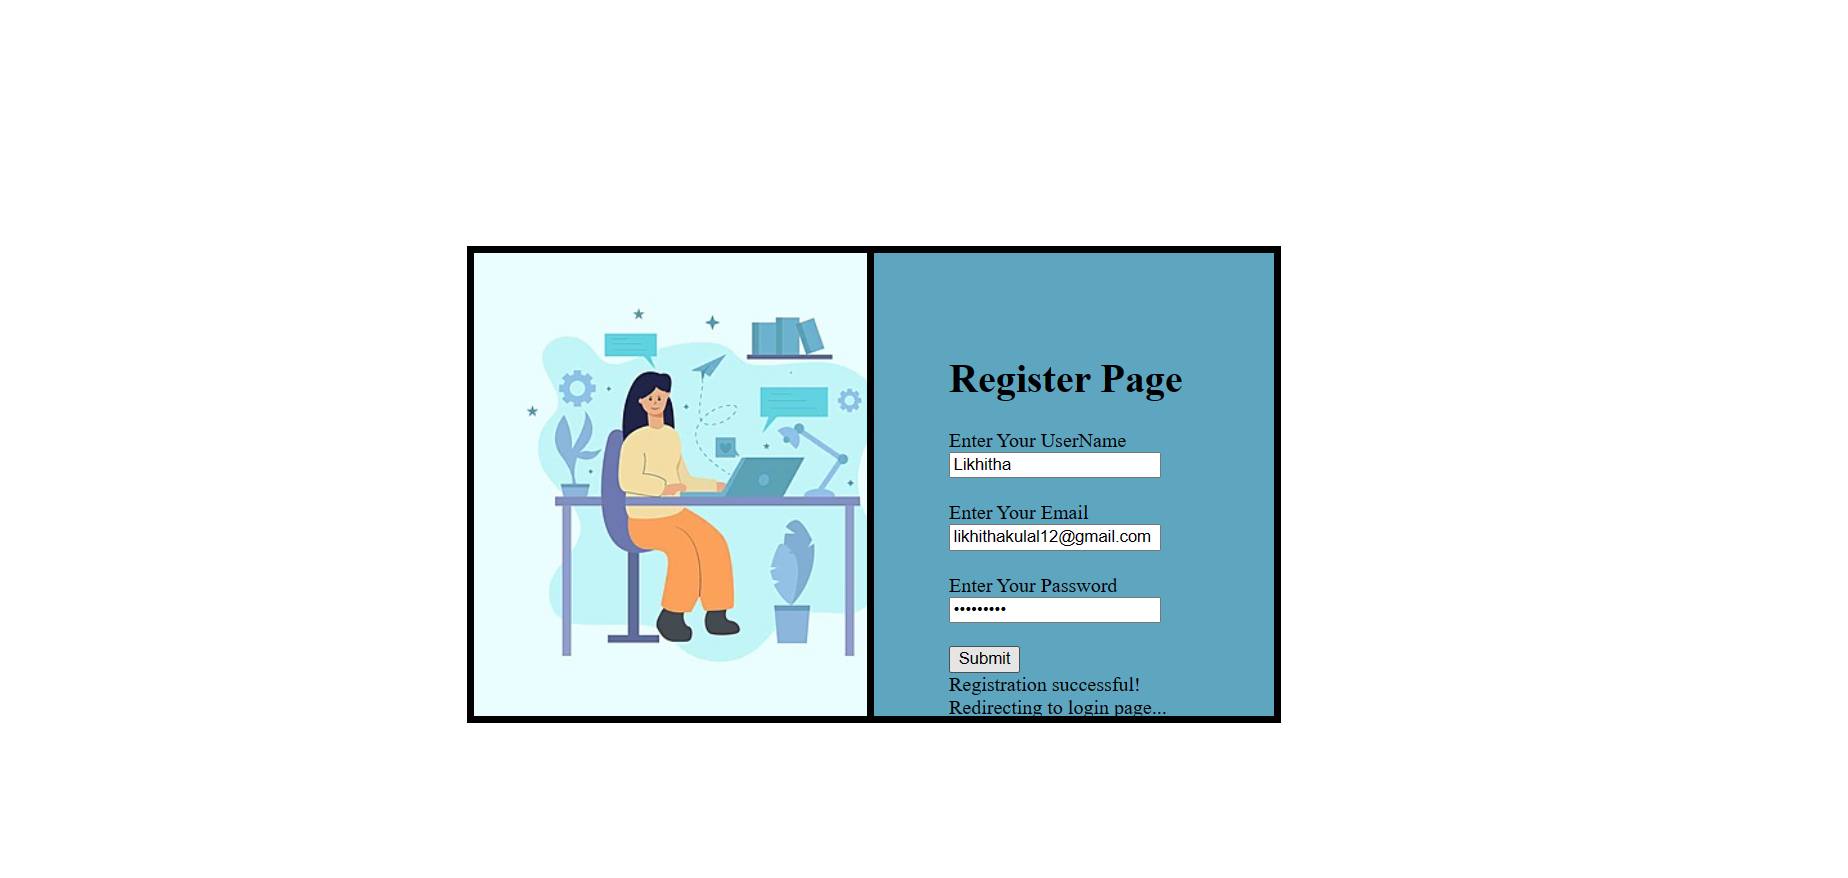 Register Page
Enter Your UserName
Likhitha
Enter Your Email
likhithakulal12@gmail.com
Enter Your Password
•••••••••
Submit
Registration successful!
Redirecting to login page...